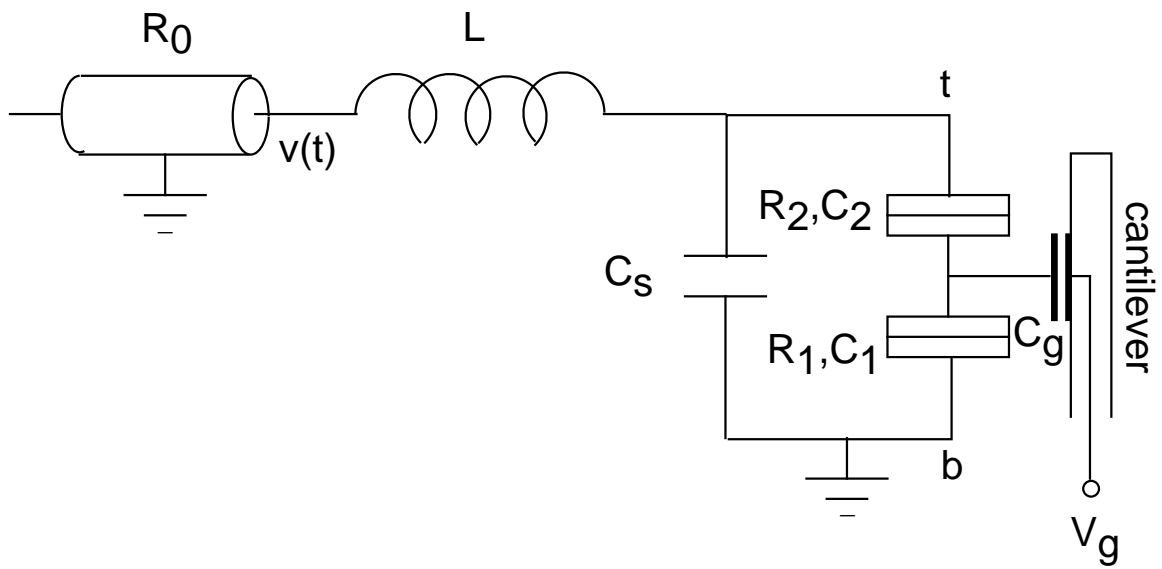 R0
L
t
v(t)
R2,C2
Cs
R1,C1
Cg
cantilever
b
Vg